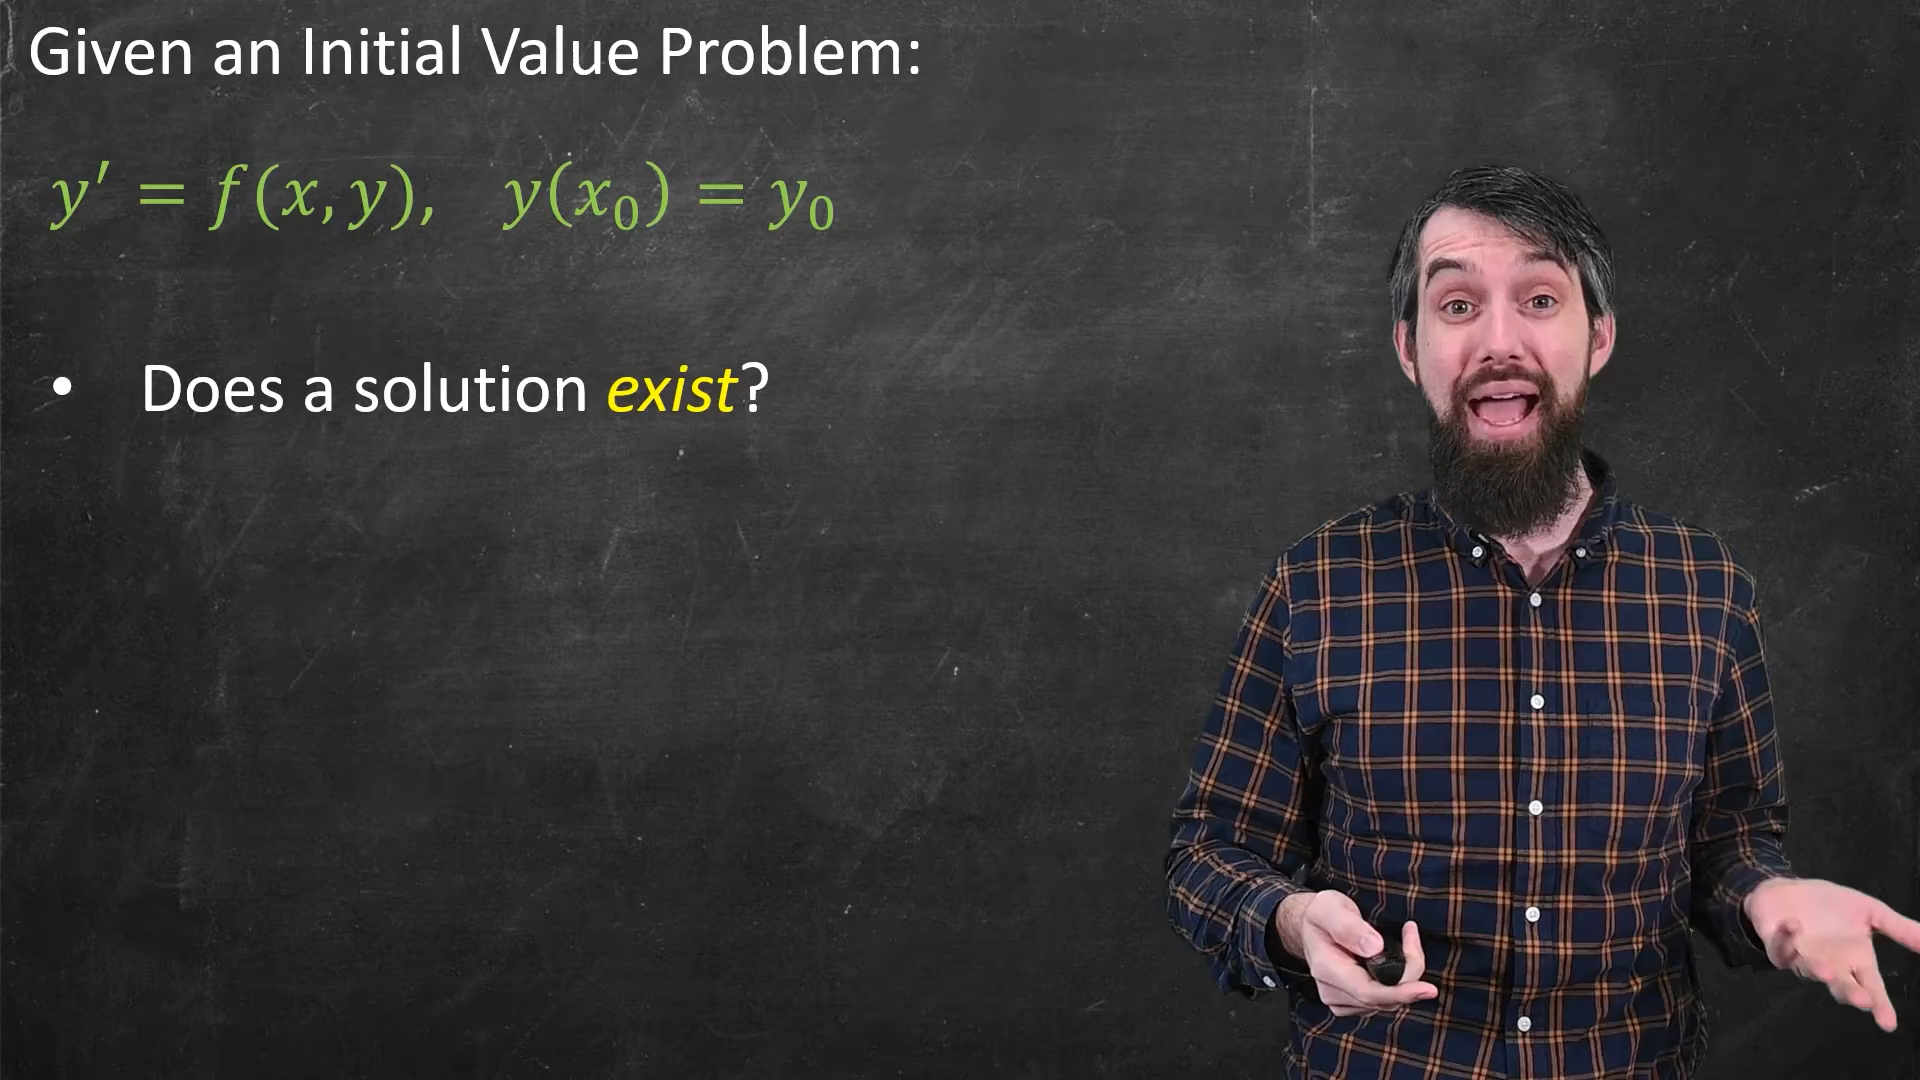 Given an Initial Value Problem:
y′ = f(x, y),   y(x₀) = y₀
• Does a solution exist?